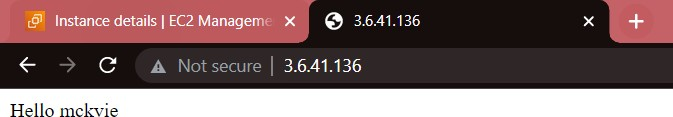 Instance details | EC2 Manageme
3.6.41.136
Not secure | 3.6.41.136
Hello mckvie